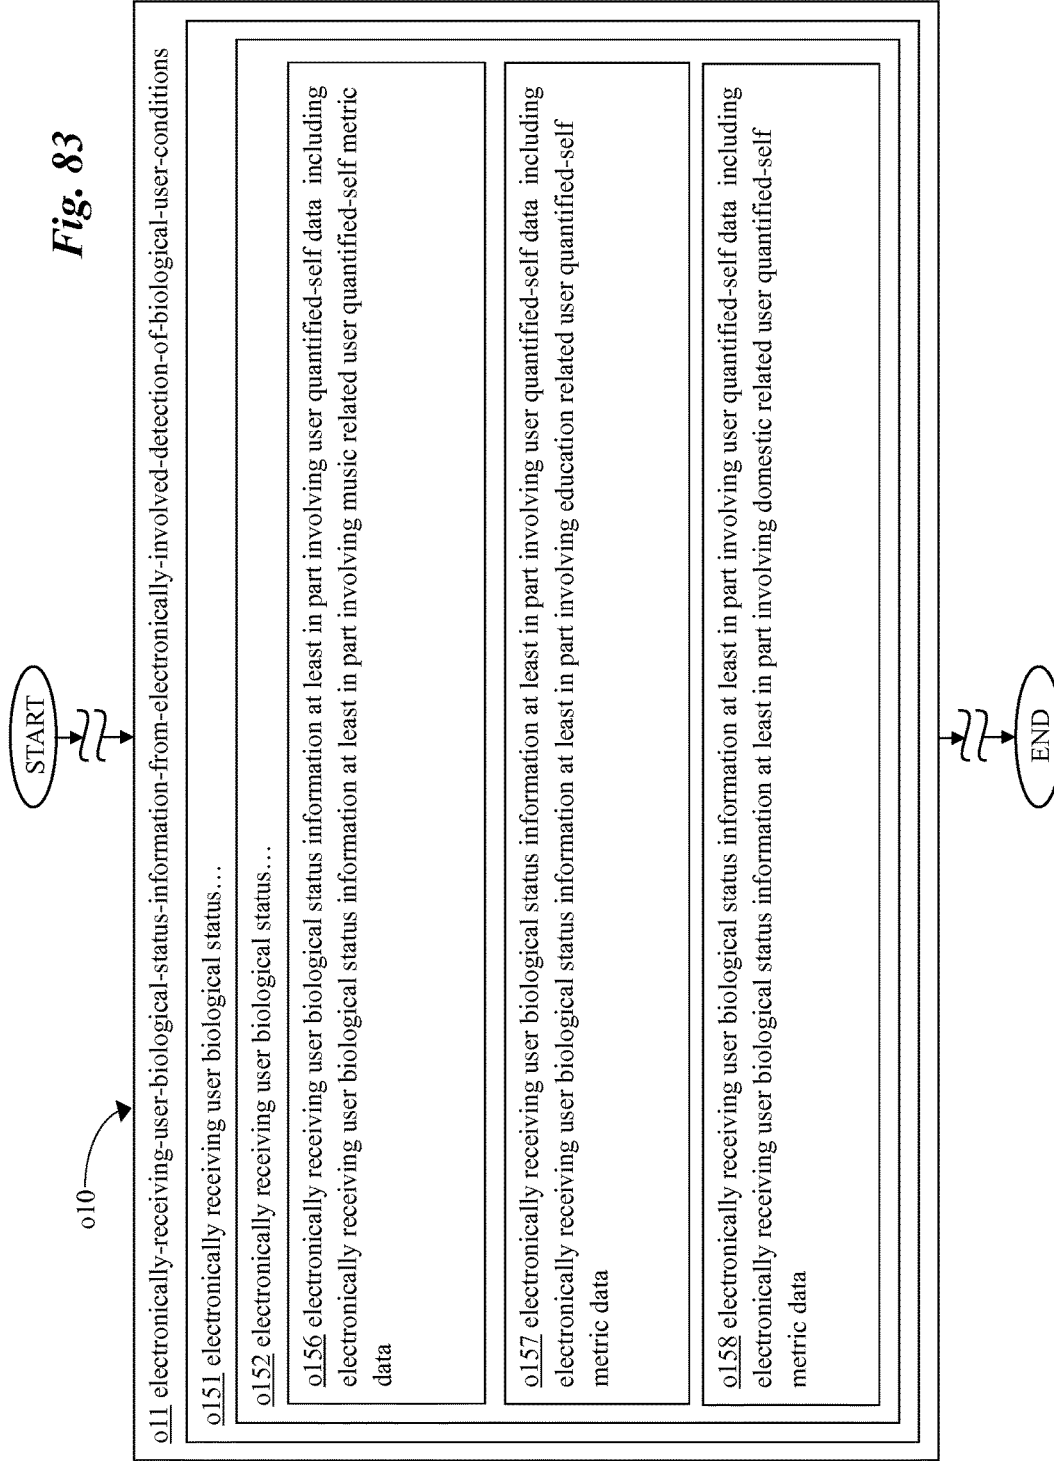 Fig. 83
START
o10
o11 electronically-receiving-user-biological-status-information-from-electronically-involved-detection-of-biological-user-conditions
o151 electronically receiving user biological status…
o152 electronically receiving user biological status…
o156 electronically receiving user biological status information at least in part involving user quantified-self data including
electronically receiving user biological status information at least in part involving music related user quantified-self metric
data
o157 electronically receiving user biological status information at least in part involving user quantified-self data including
electronically receiving user biological status information at least in part involving education related user quantified-self
metric data
o158 electronically receiving user biological status information at least in part involving user quantified-self data including
electronically receiving user biological status information at least in part involving domestic related user quantified-self
metric data
END